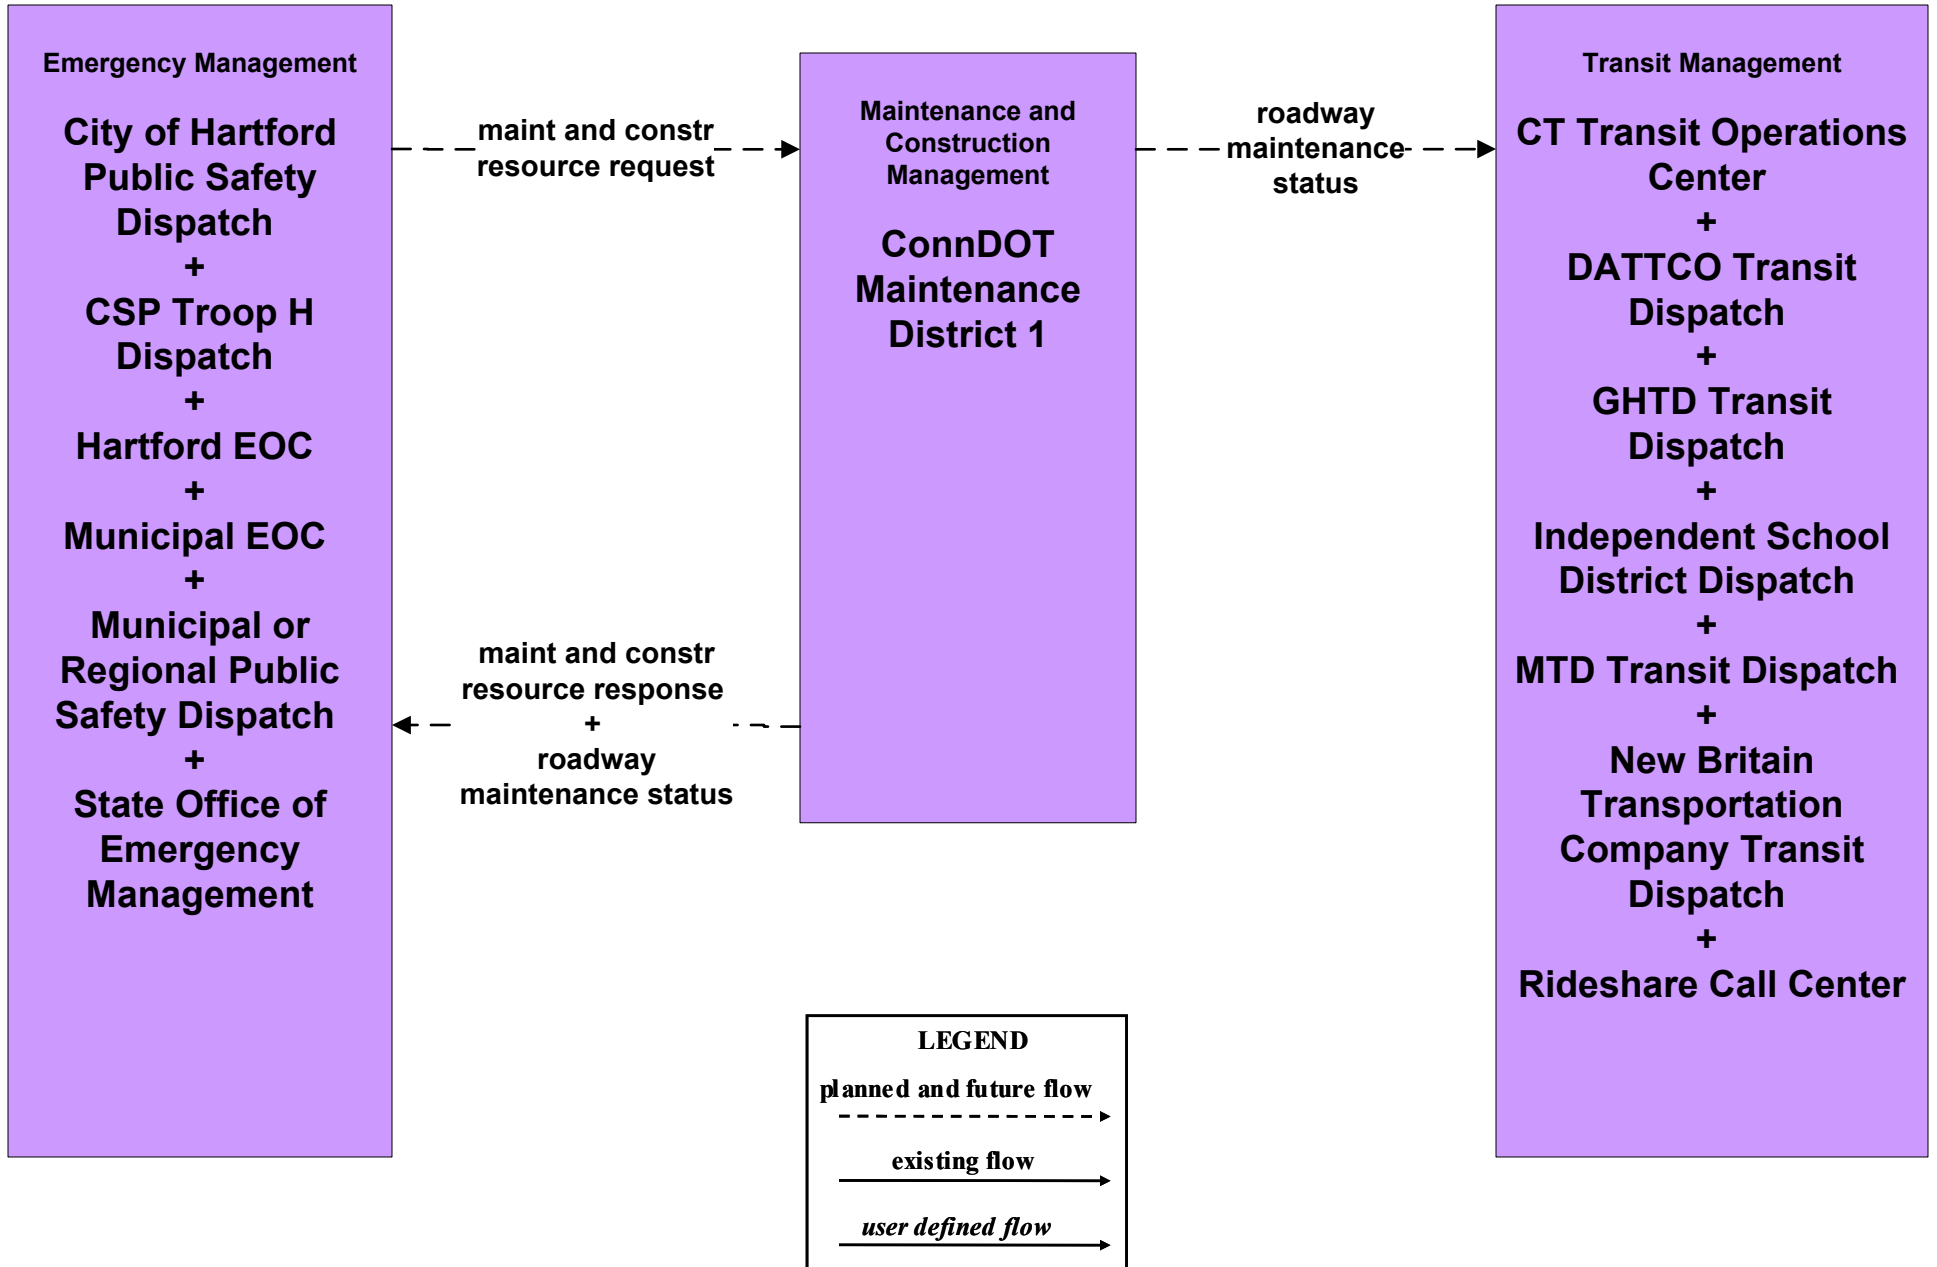 Emergency Management
City of Hartford
Public Safety
Dispatch
+
CSP Troop H
Dispatch
+
Hartford EOC
+
Municipal EOC
+
Municipal or
Regional Public
Safety Dispatch
+
State Office of
Emergency
Management
maint and constr
resource request
maint and constr
resource response
+
roadway
maintenance status
Maintenance and
Construction
Management
ConnDOT
Maintenance
District 1
roadway
maintenance
status
Transit Management
CT Transit Operations
Center
+
DATTCO Transit
Dispatch
+
GHTD Transit
Dispatch
+
Independent School
District Dispatch
+
MTD Transit Dispatch
+
New Britain
Transportation
Company Transit
Dispatch
+
Rideshare Call Center
LEGEND
planned and future flow
existing flow
user defined flow